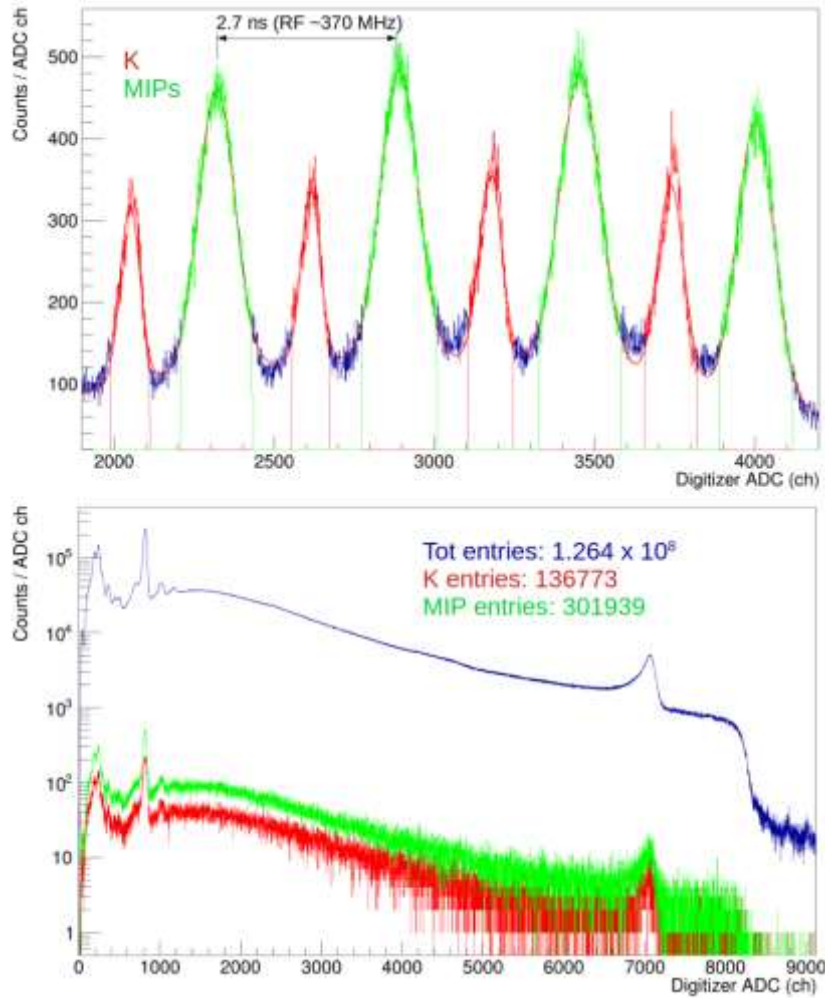 2.7 ns (RF ~370 MHz)
Counts / ADC ch
K
MIPs
500
400
300
200
100
2000 2500 3000 3500 4000
Digitizer ADC (ch)
Counts / ADC ch
Tot entries: 1.264 x 10⁸
K entries: 136773
MIP entries: 301939
10⁵
10⁴
10³
10²
10
1
0 1000 2000 3000 4000 5000 6000 7000 8000 9000
Digitizer ADC (ch)